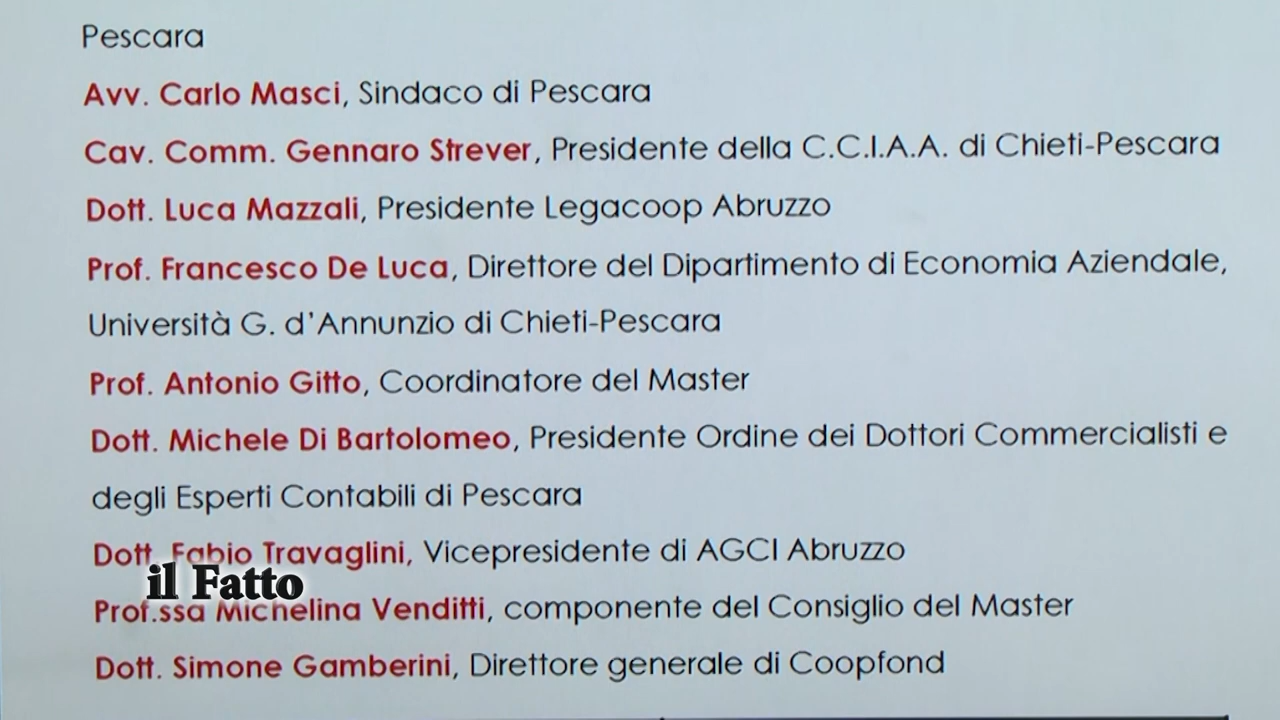 Pescara
Avv. Carlo Masci, Sindaco di Pescara
Cav. Comm. Gennaro Strever, Presidente della C.C.I.A.A. di Chieti-Pescara
Dott. Luca Mazzali, Presidente Legacoop Abruzzo
Prof. Francesco De Luca, Direttore del Dipartimento di Economia Aziendale,
Università G. d'Annunzio di Chieti-Pescara
Prof. Antonio Gitto, Coordinatore del Master
Dott. Michele Di Bartolomeo, Presidente Ordine dei Dottori Commercialisti e
degli Esperti Contabili di Pescara
Dott. Fabio Travaglini, Vicepresidente di AGCI Abruzzo
il Fatto
Prof.ssa Michelina Venditti, componente del Consiglio del Master
Dott. Simone Gamberini, Direttore generale di Coopfond